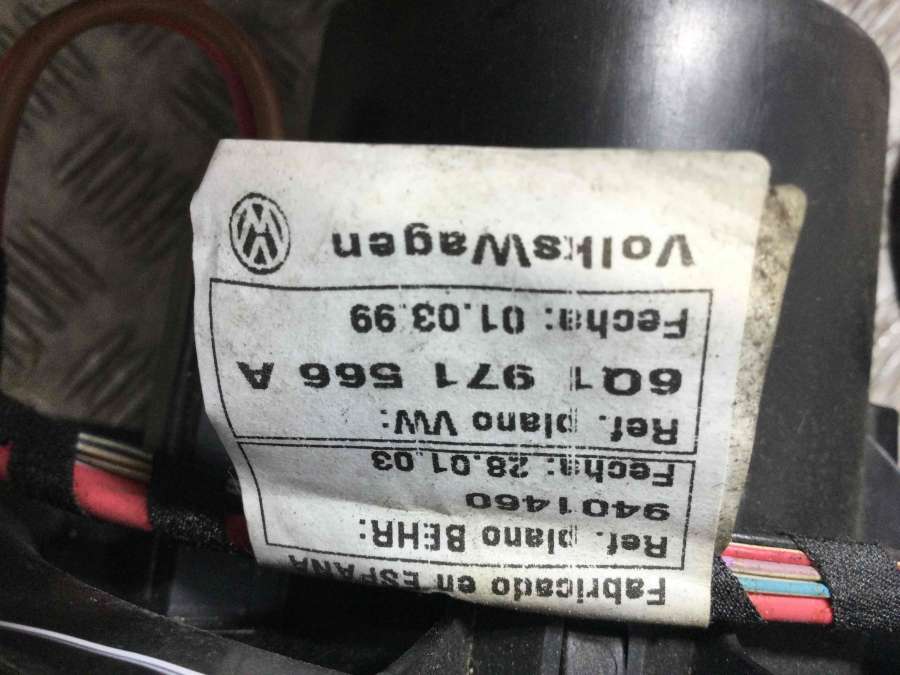 Fabricado en ESPAÑA
Ref. plano BEHR:
9401460
Fecha: 28.01.03
Ref. plano VW:
6Q1 971 566 A
Fecha: 01.03.99
VolksWagen